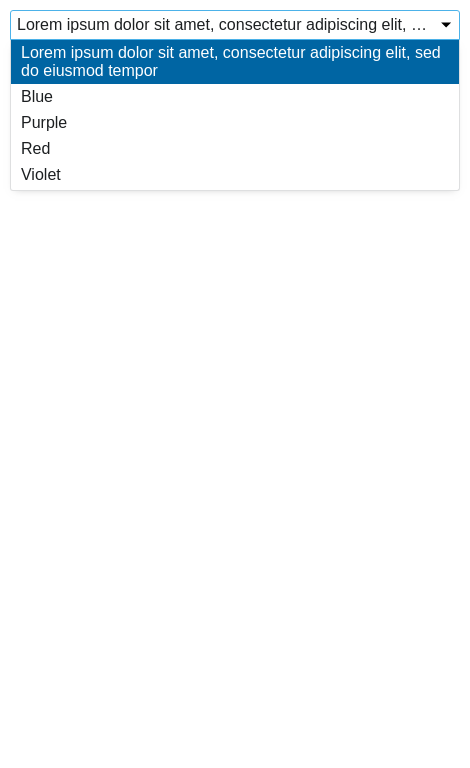 Lorem ipsum dolor sit amet, consectetur adipiscing elit, …
Lorem ipsum dolor sit amet, consectetur adipiscing elit, sed
do eiusmod tempor
Blue
Purple
Red
Violet